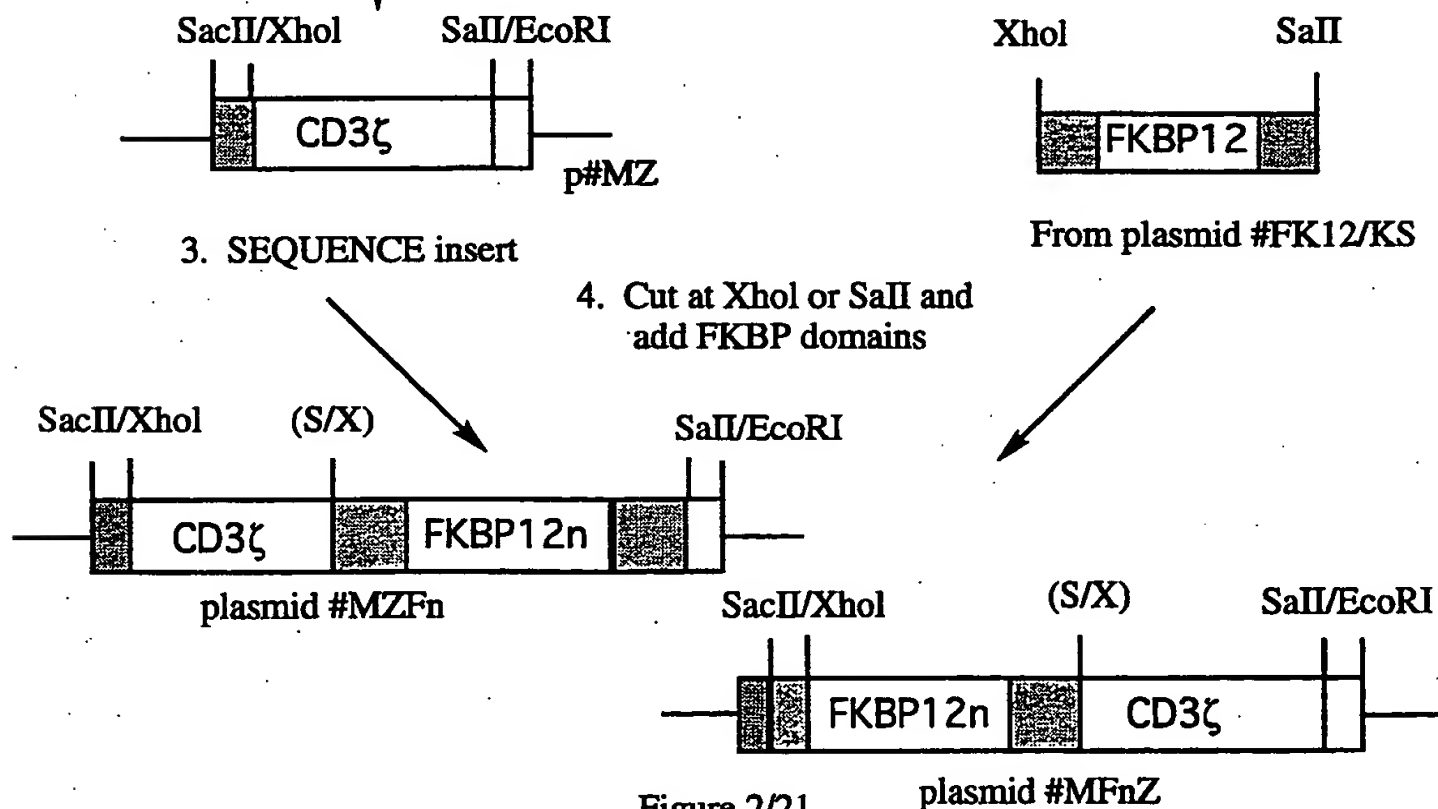 SacII/XhoI SalI/EcoRI
XhoI SalI
CD3ζ
FKBP12
p#MZ
From plasmid #FK12/KS
3. SEQUENCE insert
4. Cut at XhoI or SalI and
add FKBP domains
SacII/XhoI (S/X) SalI/EcoRI
CD3ζ FKBP12n
plasmid #MZFn
SacII/XhoI (S/X) SalI/EcoRI
FKBP12n CD3ζ
plasmid #MFnZ
Figure 2/21